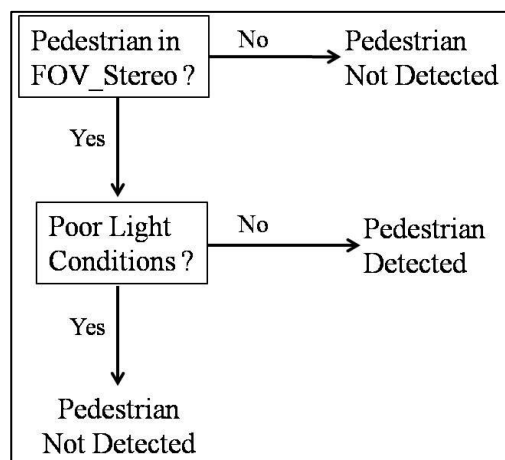 Pedestrian in
FOV_Stereo ?
No
Pedestrian
Not Detected
Yes
Poor Light
Conditions ?
No
Pedestrian
Detected
Yes
Pedestrian
Not Detected